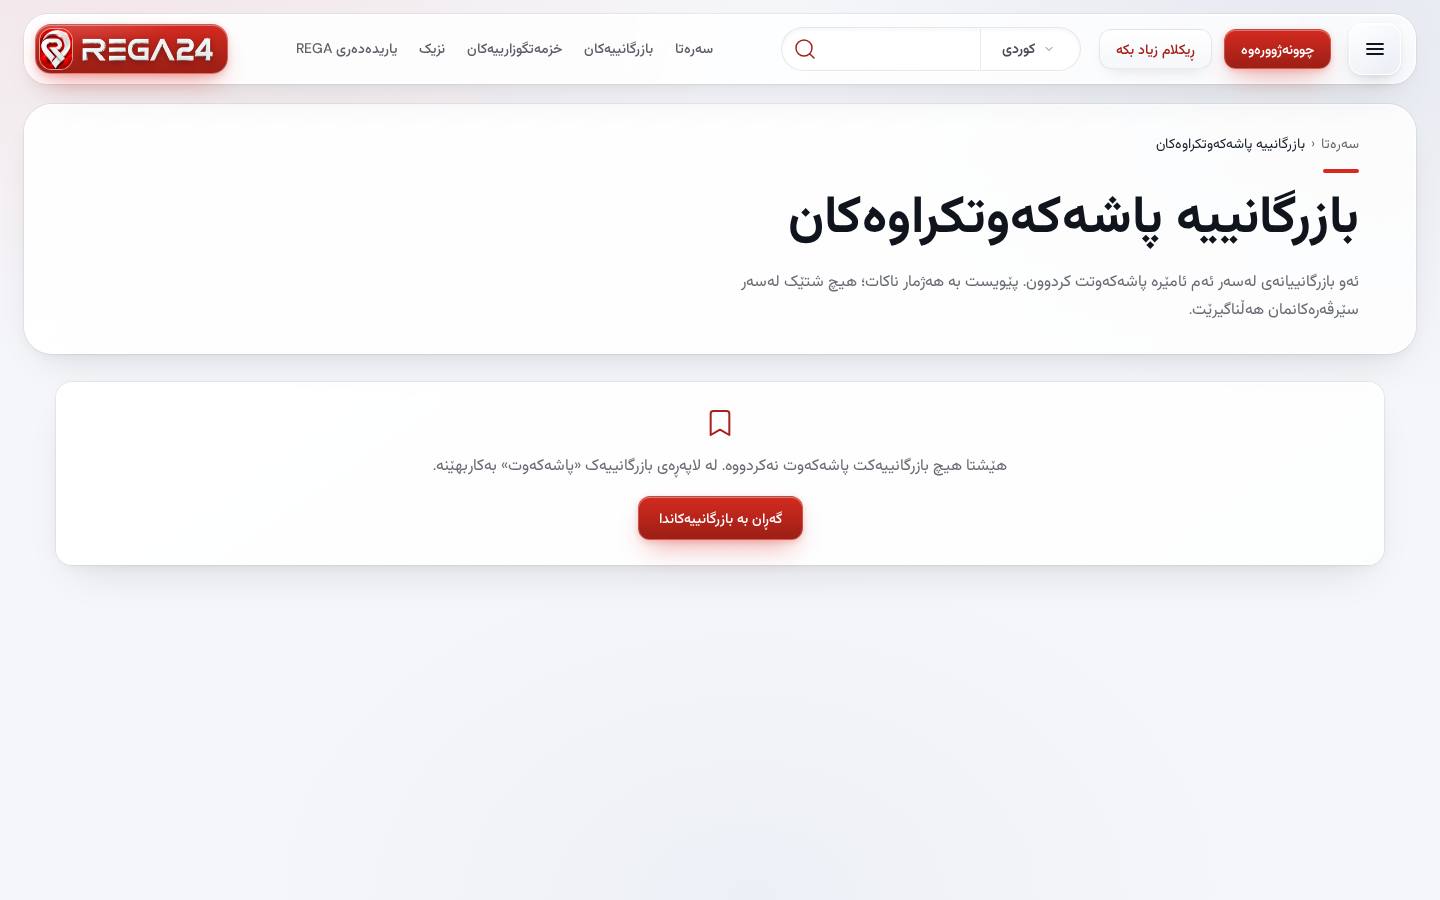 چوونەژوورەوە
ڕیکلام زیاد بکە
کوردی
سەرەتا
بازرگانییەکان
خزمەتگوزارییەکان
نزیک
یاریدەدەری REGA
REGA24
سەرەتا › بازرگانییە پاشەکەوتکراوەکان
بازرگانییە پاشەکەوتکراوەکان
ئەو بازرگانییانەی لەسەر ئەم ئامێرە پاشەکەوتت کردوون. پێویست بە هەژمار ناکات؛ هیچ شتێک لەسەر
سێرڤەرەکانمان هەڵناگیرێت.
هێشتا هیچ بازرگانییەکت پاشەکەوت نەکردووە. لە لاپەڕەی بازرگانییەک «پاشەکەوت» بەکاربهێنە.
گەڕان بە بازرگانییەکاندا